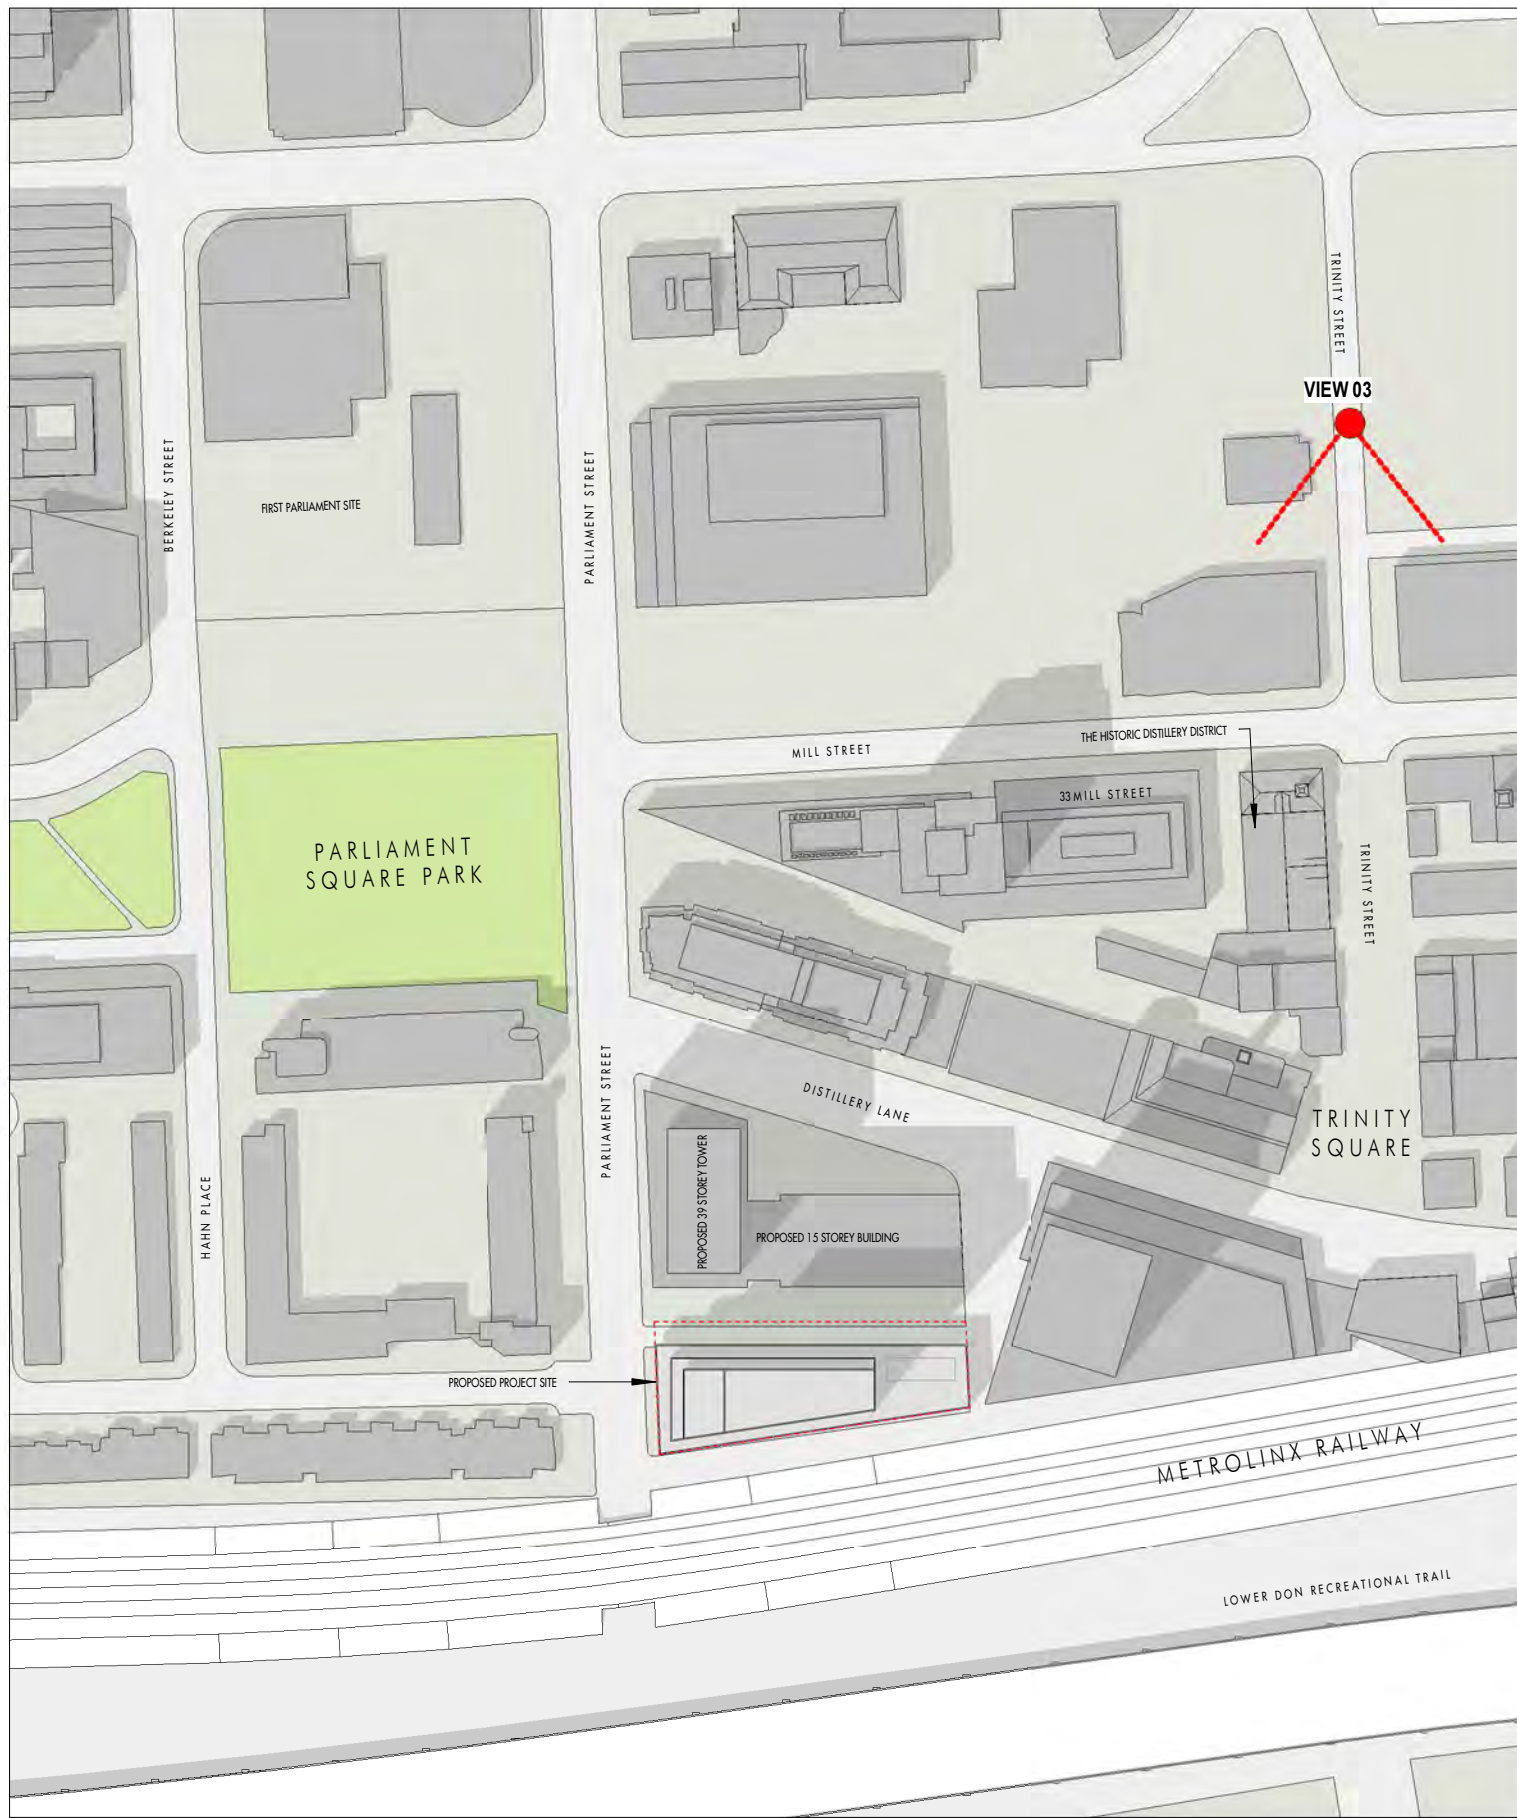 TRINITY STREET
VIEW 03
BERKELEY STREET
PARLIAMENT STREET
FIRST PARLIAMENT SITE
THE HISTORIC DISTILLERY DISTRICT
MILL STREET
33 MILL STREET
PARLIAMENT
SQUARE PARK
TRINITY STREET
PARLIAMENT STREET
DISTILLERY LANE
TRINITY
SQUARE
HAHN PLACE
PROPOSED 39 STOREY TOWER
PROPOSED 15 STOREY BUILDING
PROPOSED PROJECT SITE
METROLINX RAILWAY
LOWER DON RECREATIONAL TRAIL